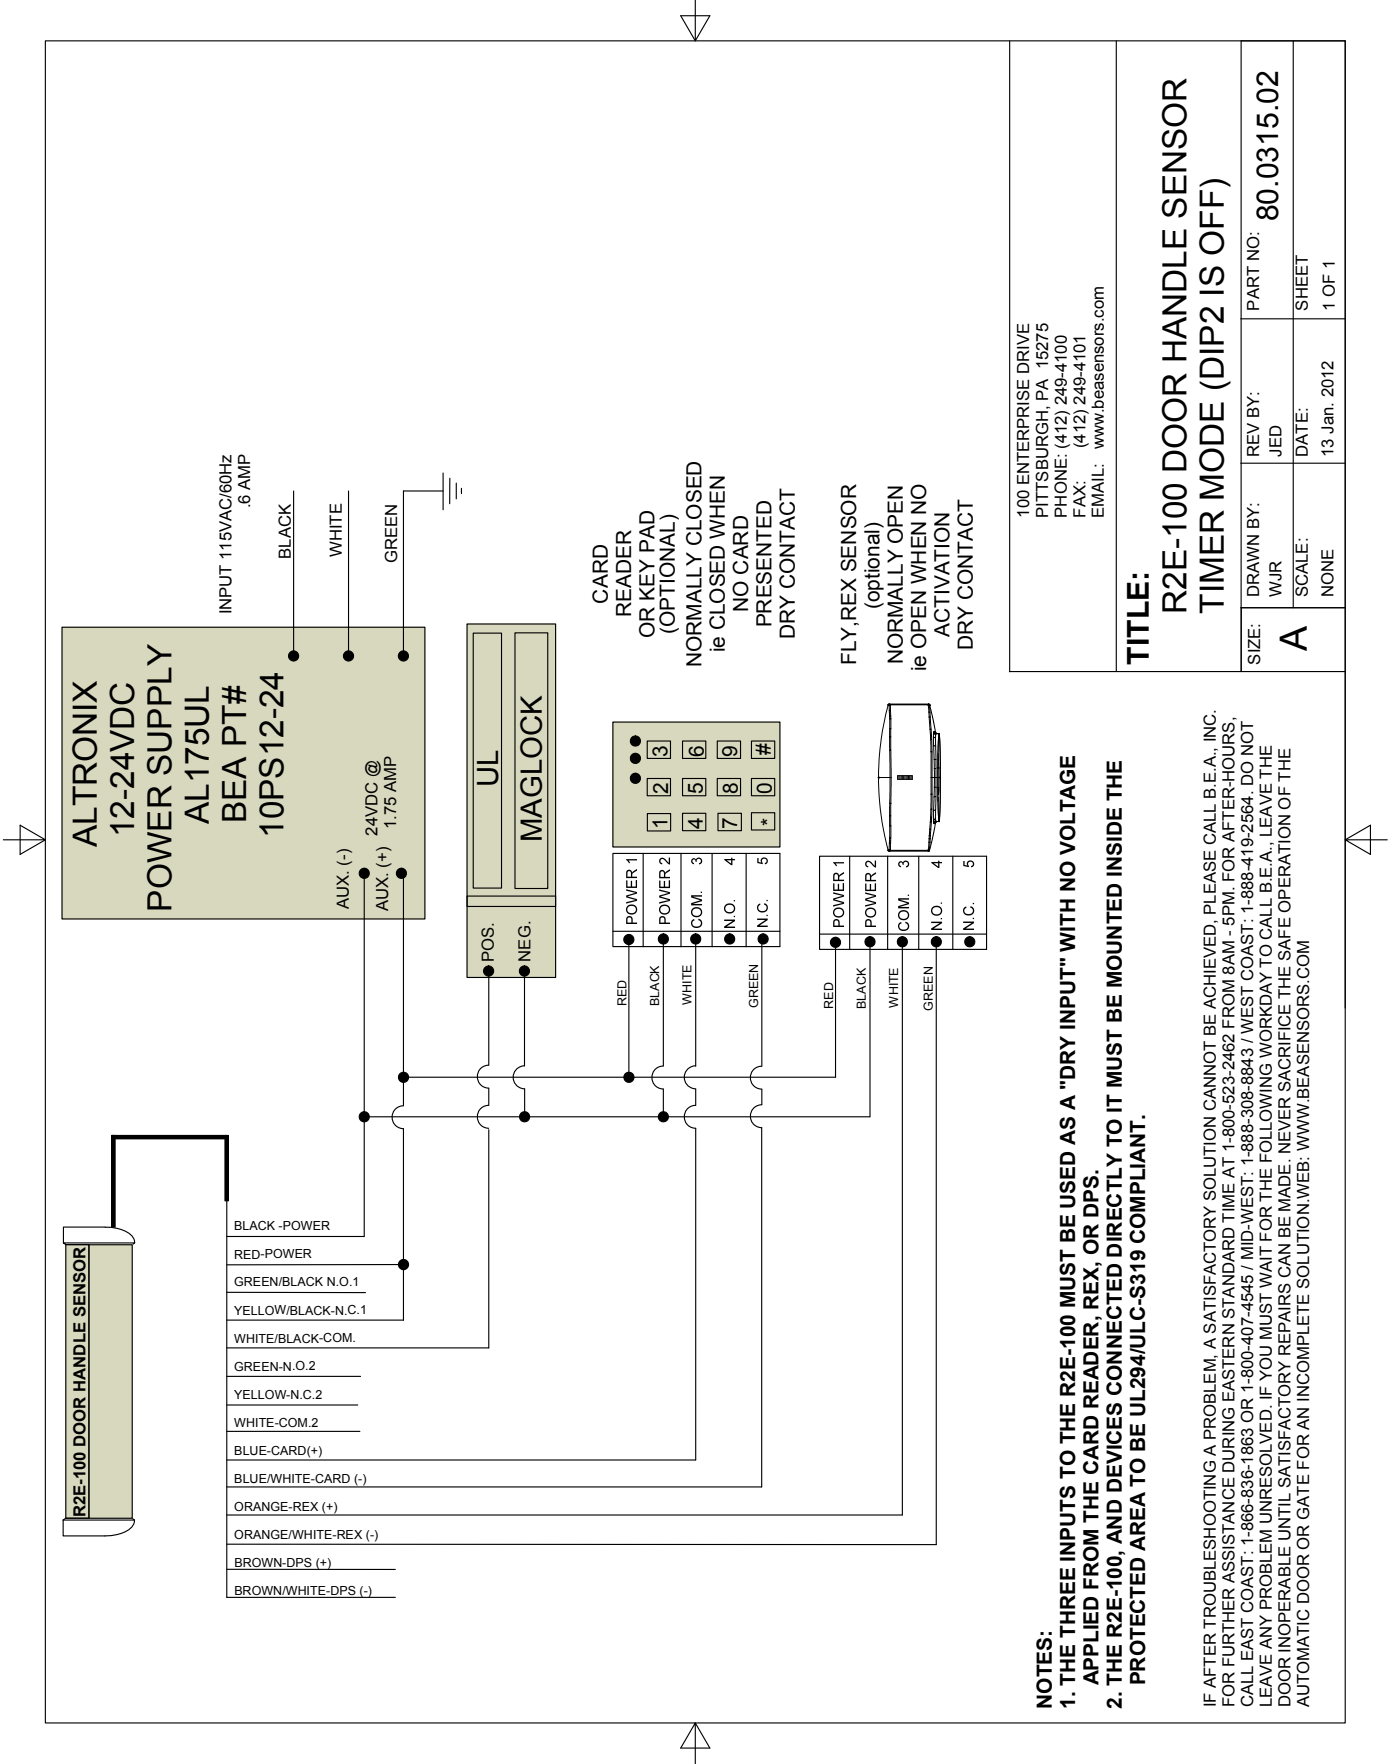 R2E-100 DOOR HANDLE SENSOR
BLACK -POWER
RED-POWER
GREEN/BLACK N.O.1
YELLOW/BLACK-N.C.1
WHITE/BLACK-COM.
GREEN-N.O.2
YELLOW-N.C.2
WHITE-COM.2
BLUE-CARD(+)
BLUE/WHITE-CARD (-)
ORANGE-REX (+)
ORANGE/WHITE-REX (-)
BROWN-DPS (+)
BROWN/WHITE-DPS (-)
ALTRONIX
12-24VDC
POWER SUPPLY
AL175UL
BEA PT#
10PS12-24
AUX. (-)
AUX. (+)
24VDC @
1.75 AMP
INPUT 115VAC/60Hz
.6 AMP
BLACK
WHITE
GREEN
POS.
NEG.
UL
MAGLOCK
RED
BLACK
WHITE
GREEN
POWER 1
POWER 2
COM. 3
N.O. 4
N.C. 5
1 2 3
4 5 6
7 8 9
* 0 #
CARD
READER
OR KEY PAD
(OPTIONAL)
NORMALLY CLOSED
ie CLOSED WHEN
NO CARD
PRESENTED
DRY CONTACT
RED
BLACK
WHITE
GREEN
POWER 1
POWER 2
COM. 3
N.O. 4
N.C. 5
FLY,REX SENSOR
(optional)
NORMALLY OPEN
ie OPEN WHEN NO
ACTIVATION
DRY CONTACT
NOTES:
1. THE THREE INPUTS TO THE R2E-100 MUST BE USED AS A "DRY INPUT" WITH NO VOLTAGE
APPLIED FROM THE CARD READER, REX, OR DPS.
2. THE R2E-100, AND DEVICES CONNECTED DIRECTLY TO IT MUST BE MOUNTED INSIDE THE
PROTECTED AREA TO BE UL294/ULC-S319 COMPLIANT.
IF AFTER TROUBLESHOOTING A PROBLEM, A SATISFACTORY SOLUTION CANNOT BE ACHIEVED, PLEASE CALL B.E.A., INC.
FOR FURTHER ASSISTANCE DURING EASTERN STANDARD TIME AT 1-800-523-2462 FROM 8AM - 5PM. FOR AFTER-HOURS,
CALL EAST COAST: 1-866-836-1863 OR 1-800-407-4545 / MID-WEST: 1-888-308-8843 / WEST COAST: 1-888-419-2564. DO NOT
LEAVE ANY PROBLEM UNRESOLVED. IF YOU MUST WAIT FOR THE FOLLOWING WORKDAY TO CALL B.E.A., LEAVE THE
DOOR INOPERABLE UNTIL SATISFACTORY REPAIRS CAN BE MADE. NEVER SACRIFICE THE SAFE OPERATION OF THE
AUTOMATIC DOOR OR GATE FOR AN INCOMPLETE SOLUTION.WEB: WWW.BEASENSORS.COM
100 ENTERPRISE DRIVE
PITTSBURGH, PA 15275
PHONE: (412) 249-4100
FAX: (412) 249-4101
EMAIL: www.beasensors.com
TITLE:
R2E-100 DOOR HANDLE SENSOR
TIMER MODE (DIP2 IS OFF)
SIZE:
A
DRAWN BY:
WJR
REV BY:
JED
PART NO:
80.0315.02
SCALE:
NONE
DATE:
13 Jan. 2012
SHEET
1 OF 1